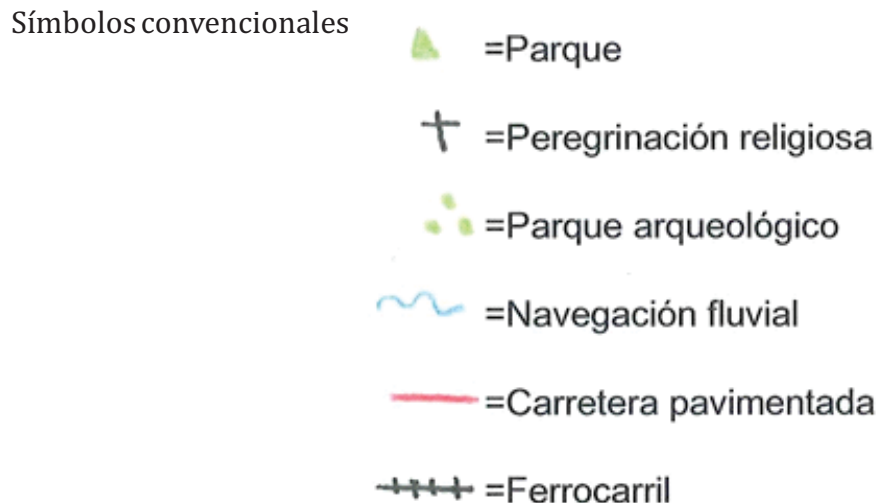 Símbolos convencionales
=Parque
=Peregrinación religiosa
=Parque arqueológico
=Navegación fluvial
=Carretera pavimentada
=Ferrocarril